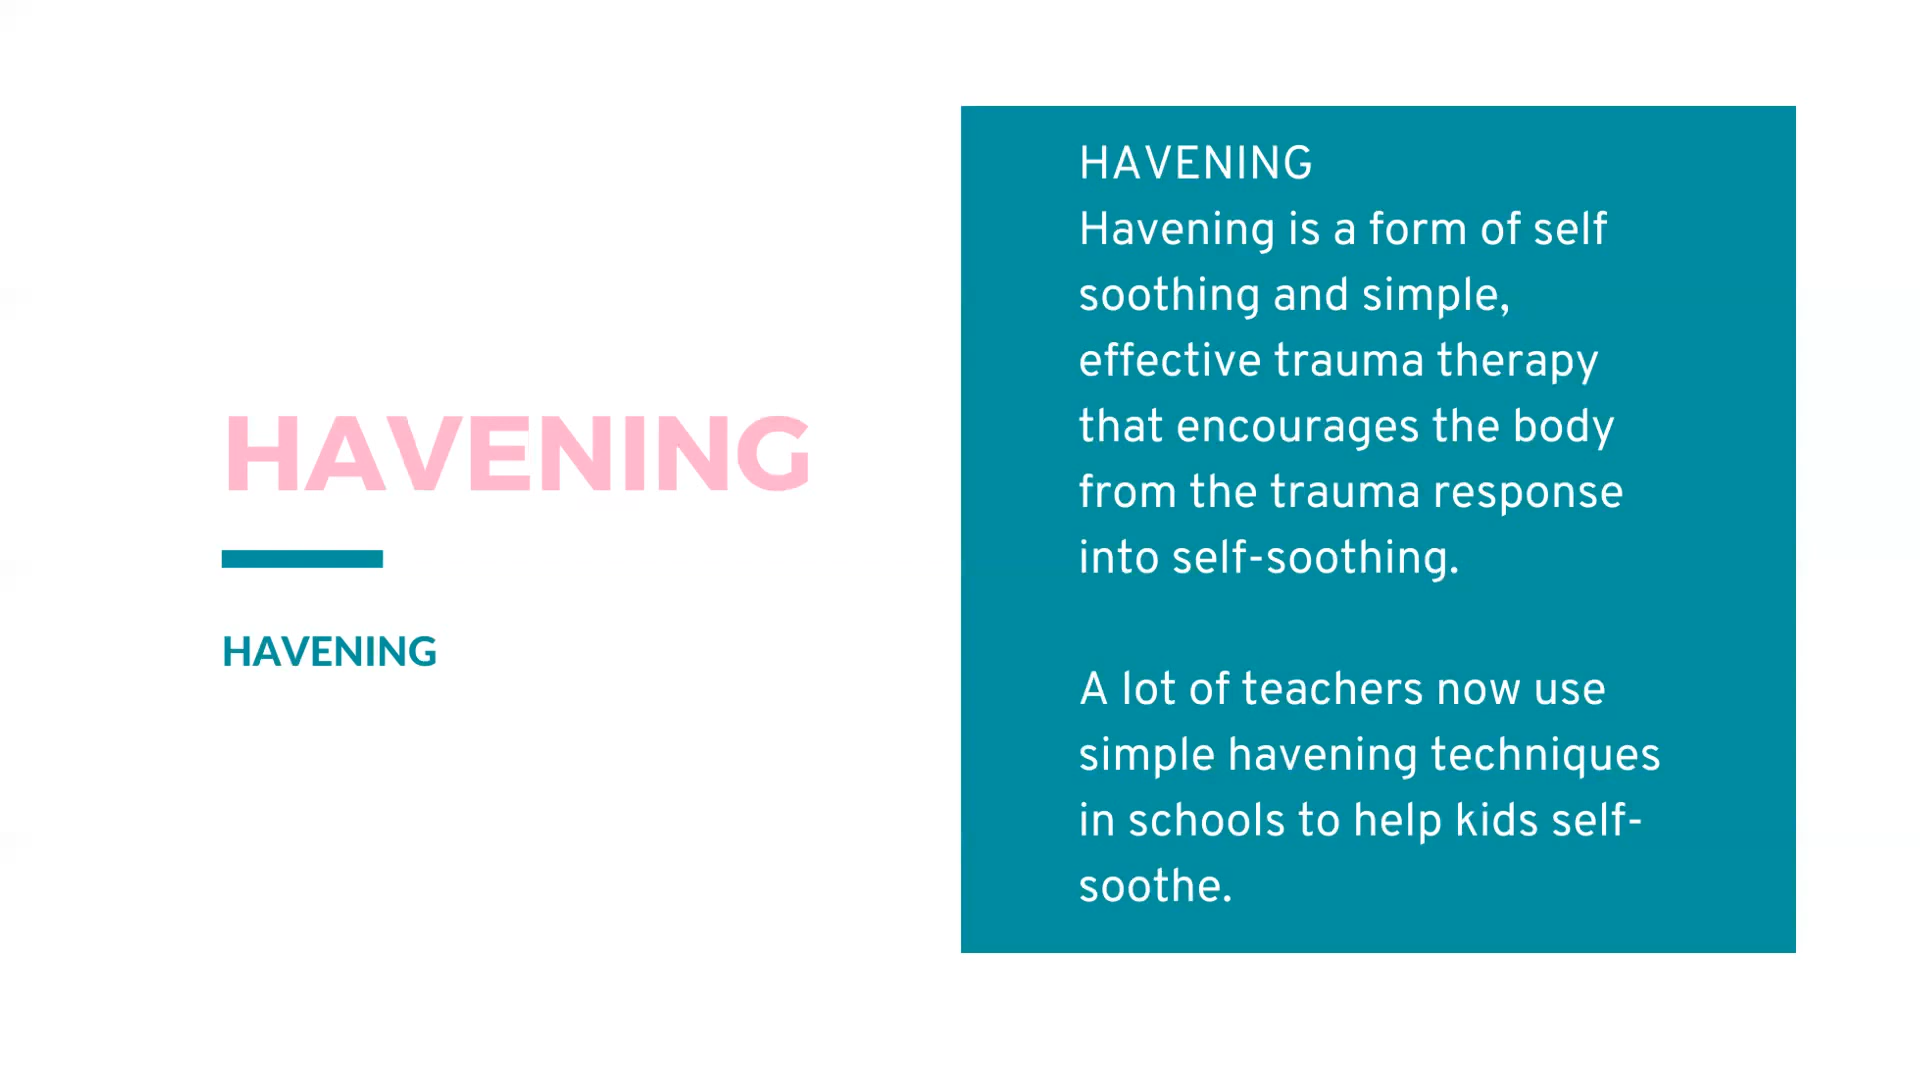 HAVENING
HAVENING
HAVENING
Havening is a form of self
soothing and simple,
effective trauma therapy
that encourages the body
from the trauma response
into self-soothing.
A lot of teachers now use
simple havening techniques
in schools to help kids self-
soothe.